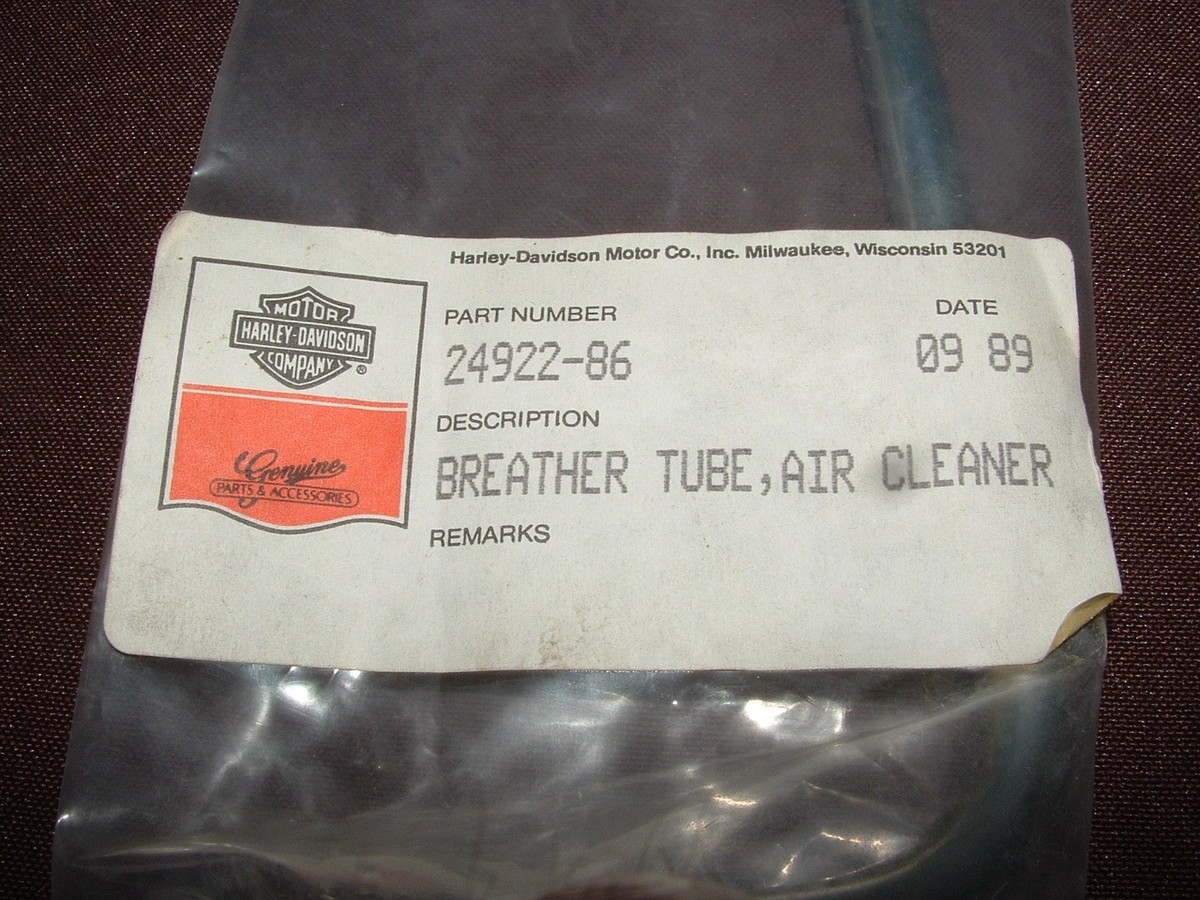 Harley-Davidson Motor Co., Inc. Milwaukee, Wisconsin 53201
MOTOR
HARLEY-DAVIDSON
COMPANY
®
Genuine
PARTS & ACCESSORIES
PART NUMBER
DATE
24922-86
09 89
DESCRIPTION
BREATHER TUBE,AIR CLEANER
REMARKS